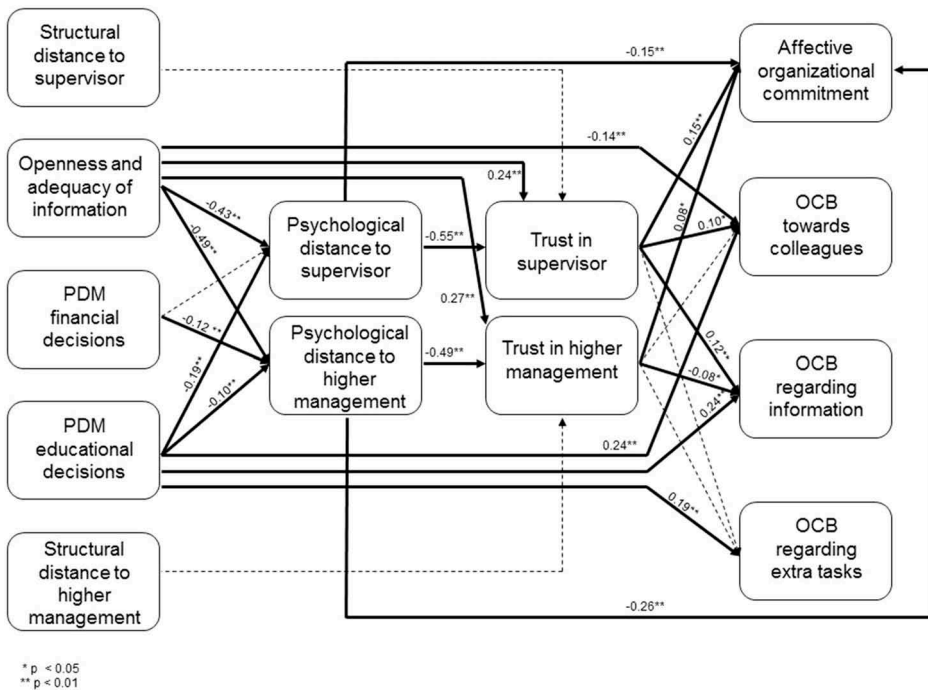 Structural
distance to
supervisor
Openness and
adequacy of
information
PDM
financial
decisions
PDM
educational
decisions
Structural
distance to
higher
management
Psychological
distance to
supervisor
Psychological
distance to
higher
management
Trust in
supervisor
Trust in higher
management
Affective
organizational
commitment
OCB
towards
colleagues
OCB
regarding
information
OCB
regarding
extra tasks
-0.15**
-0.14**
0.24**
-0.43**
-0.49**
-0.12**
-0.19**
-0.10**
-0.55**
0.27**
-0.49**
0.15**
0.08*
0.10*
0.12**
-0.08*
0.24**
0.24**
0.19**
-0.26**
* p < 0.05
** p < 0.01